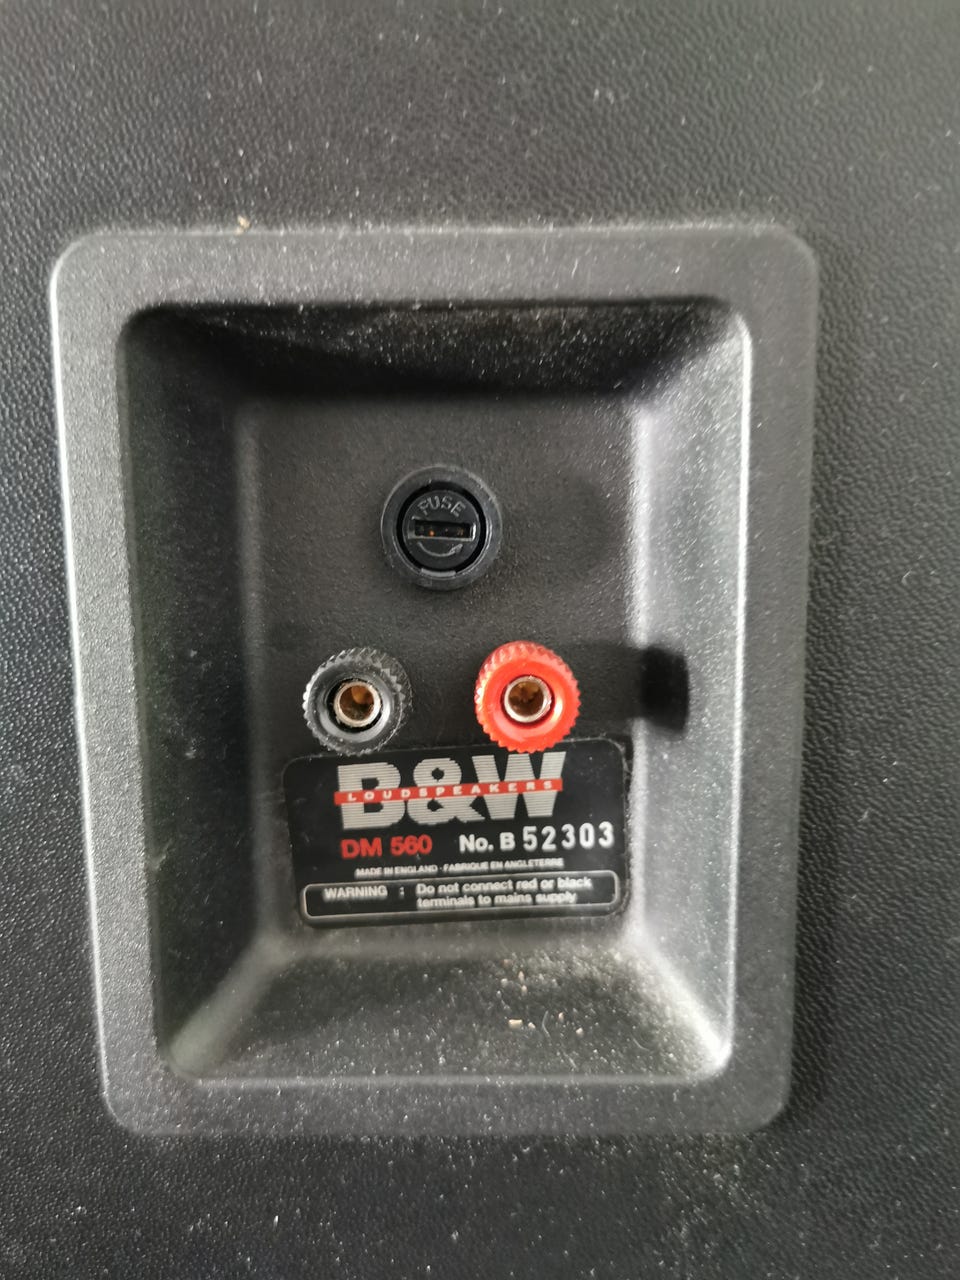 FUSE
B&W
LOUDSPEAKERS
DM 560 No. B 52303
MADE IN ENGLAND - FABRIQUE EN ANGLETERRE
WARNING : Do not connect red or black
terminals to mains supply